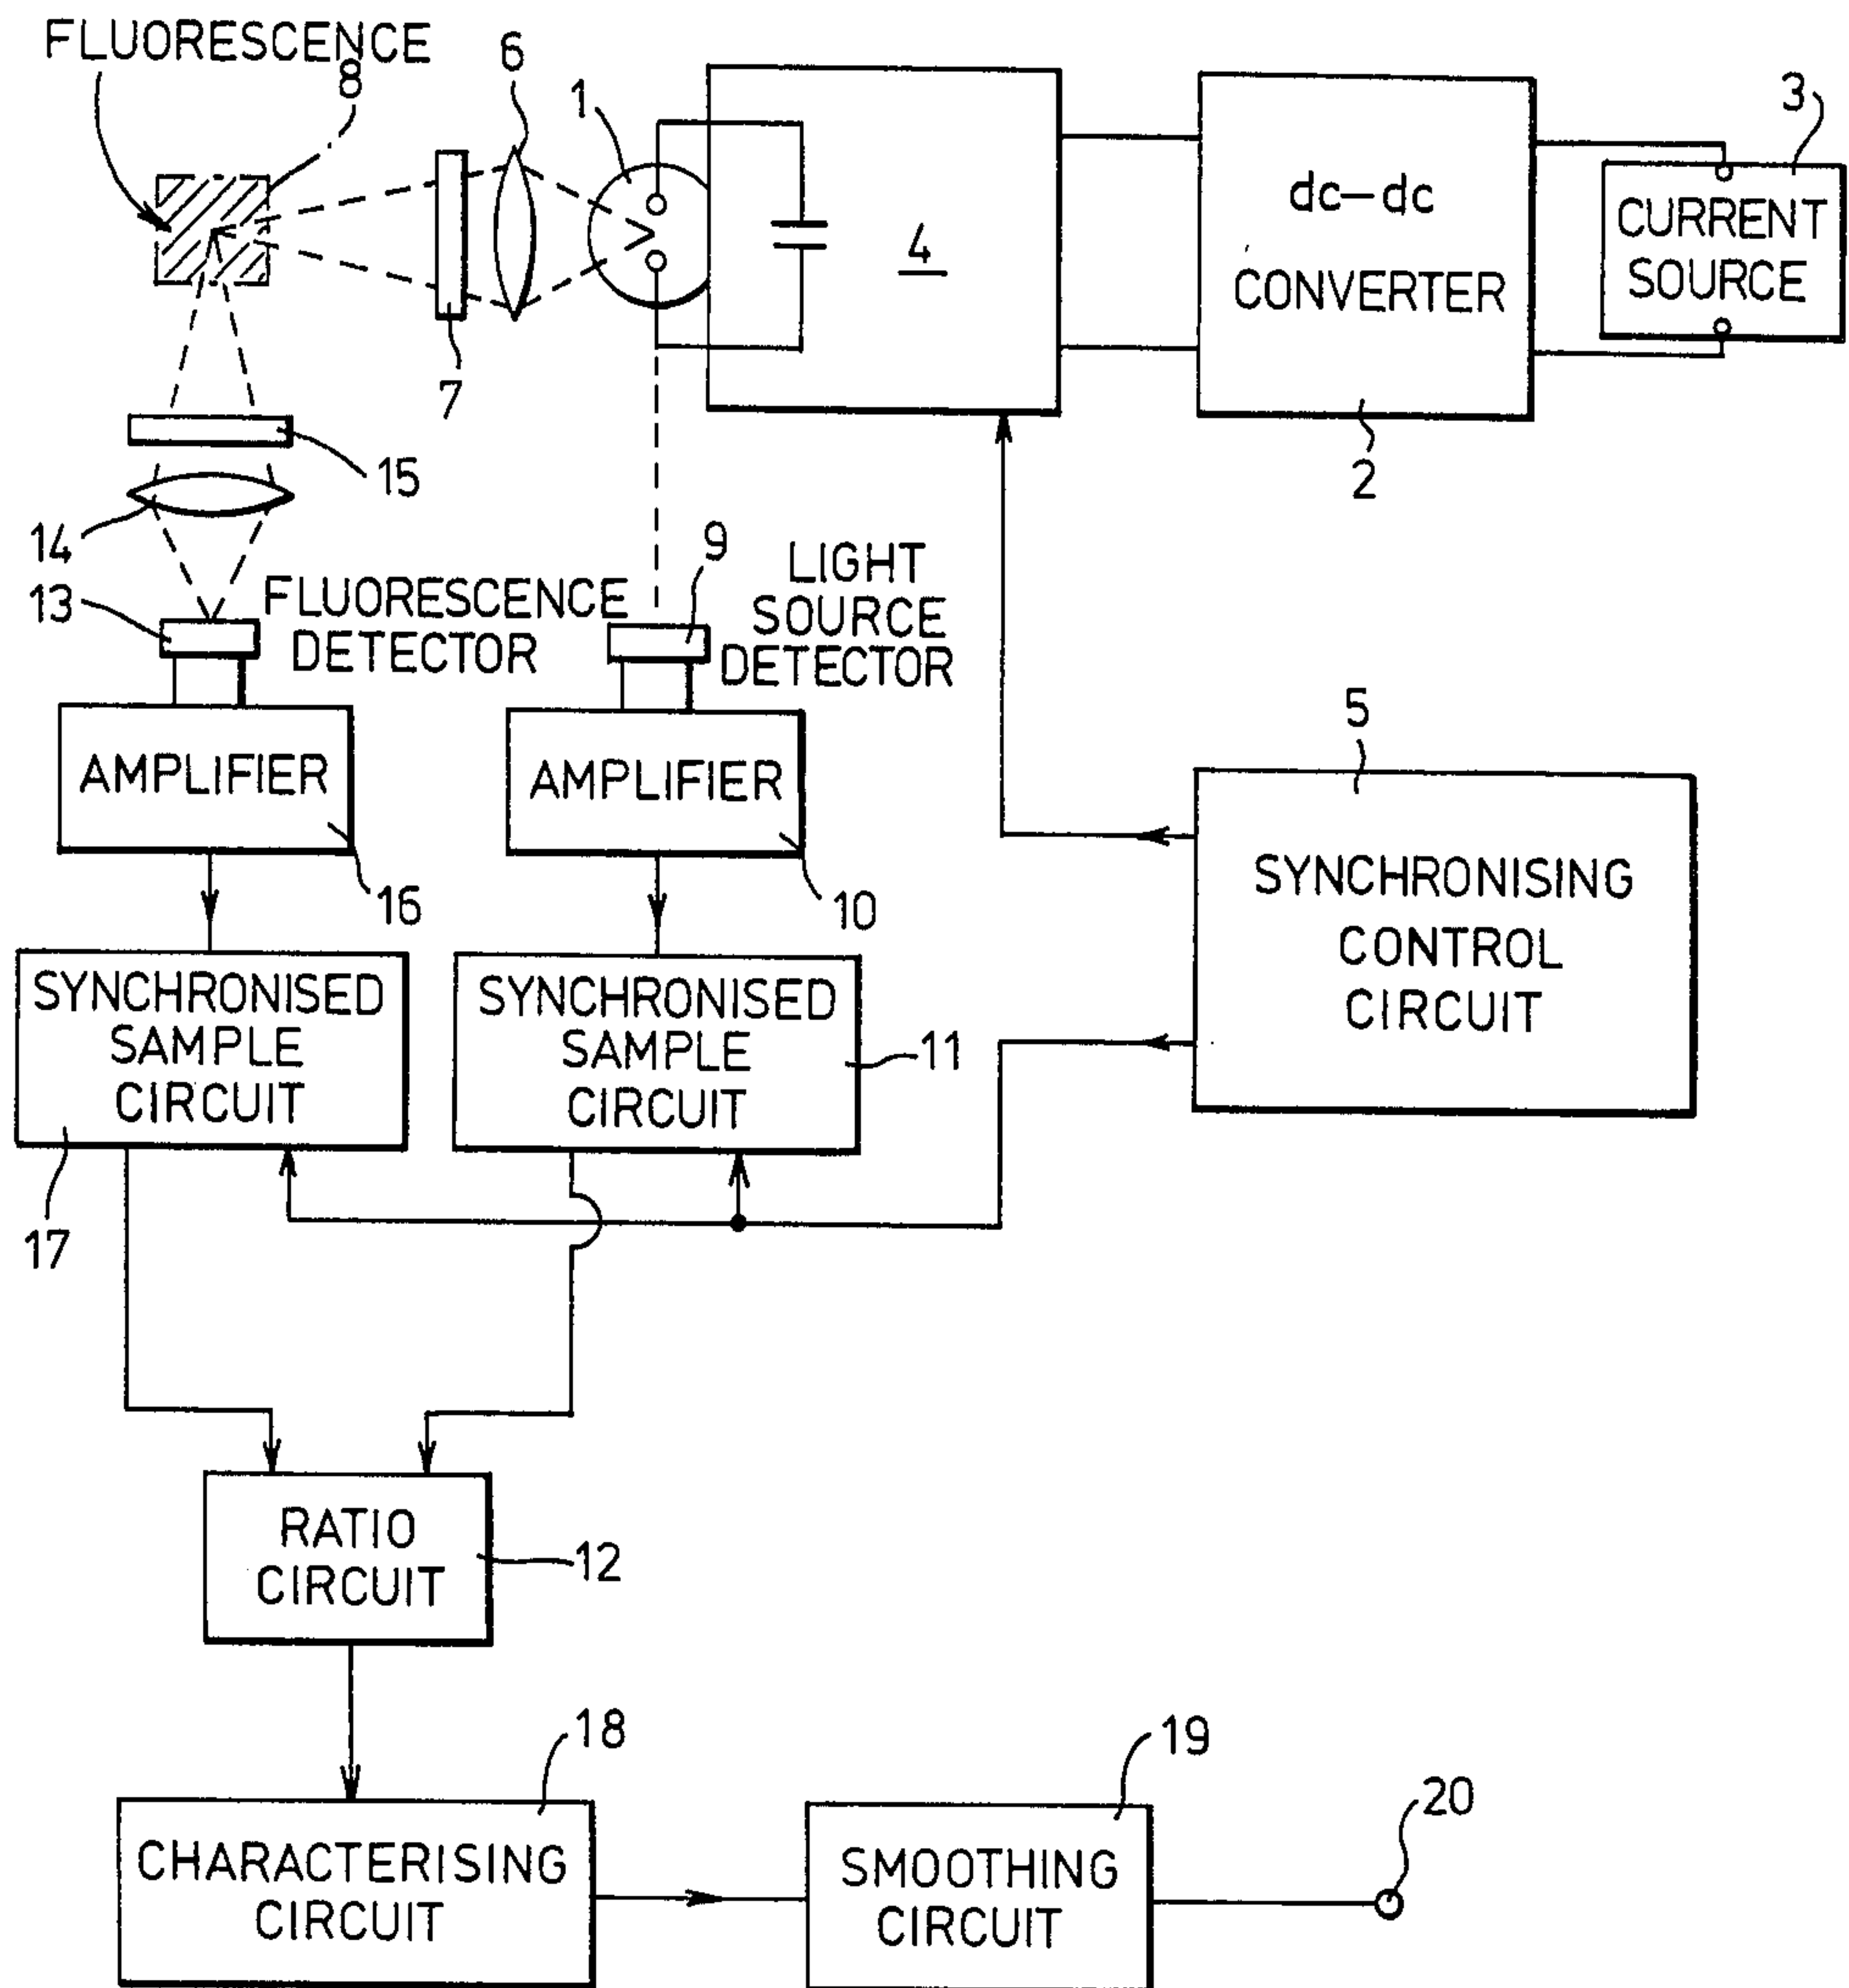 FLUORESCENCE
8
6
1
4
dc-dc
CONVERTER
2
3
CURRENT
SOURCE
7
15
14
13
FLUORESCENCE
DETECTOR
9
LIGHT
SOURCE
DETECTOR
AMPLIFIER
16
AMPLIFIER
10
5
SYNCHRONISING
CONTROL
CIRCUIT
SYNCHRONISED
SAMPLE
CIRCUIT
17
SYNCHRONISED
SAMPLE
CIRCUIT
11
RATIO
CIRCUIT
12
18
CHARACTERISING
CIRCUIT
19
SMOOTHING
CIRCUIT
20